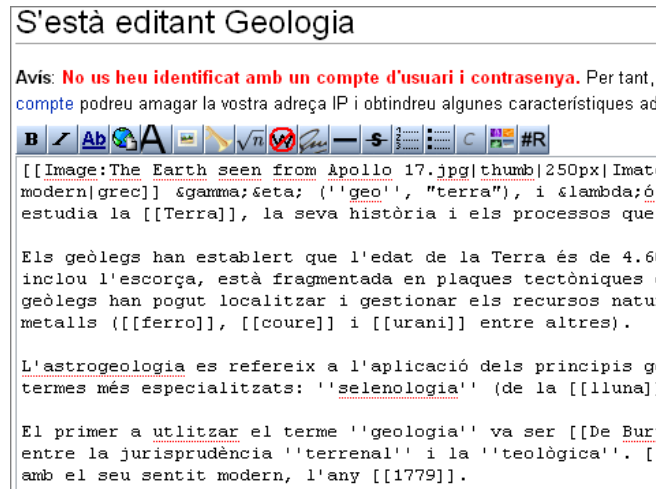 S'està editant Geologia
Avís: No us heu identificat amb un compte d'usuari i contrasenya. Per tant,
compte podreu amagar la vostra adreça IP i obtindreu algunes característiques ad
B I Ab A √n W S C #R
[[Image:The Earth seen from Apollo 17.jpg|thumb|250px|Imat
modern|grec]] &gamma;&eta; (''geo'', "terra"), i &lambda;ó
estudia la [[Terra]], la seva història i els processos que
Els geòlegs han establert que l'edat de la Terra és de 4.6
inclou l'escorça, està fragmentada en plaques tectòniques
geòlegs han pogut localitzar i gestionar els recursos natu
metalls ([[ferro]], [[coure]] i [[urani]] entre altres).
L'astrogeologia es refereix a l'aplicació dels principis g
termes més especialitzats: ''selenologia'' (de la [[lluna]
El primer a utlitzar el terme ''geologia'' va ser [[De Bur
entre la jurisprudència ''terrenal'' i la ''teològica''. [
amb el seu sentit modern, l'any [[1779]].